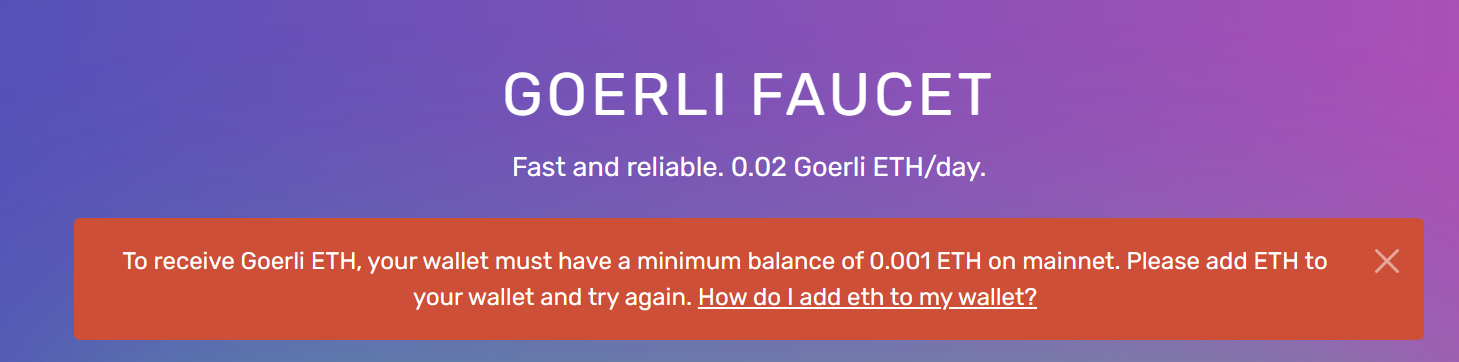 GOERLI FAUCET
Fast and reliable. 0.02 Goerli ETH/day.
To receive Goerli ETH, your wallet must have a minimum balance of 0.001 ETH on mainnet. Please add ETH to
your wallet and try again. How do I add eth to my wallet?